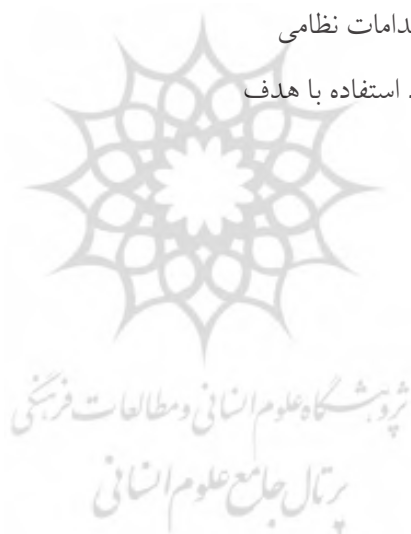 دامات نظامی
. استفاده با هدف
پژوهشگاه علوم انسانی و مطالعات فرهنگی
پرتال جامع علوم انسانی